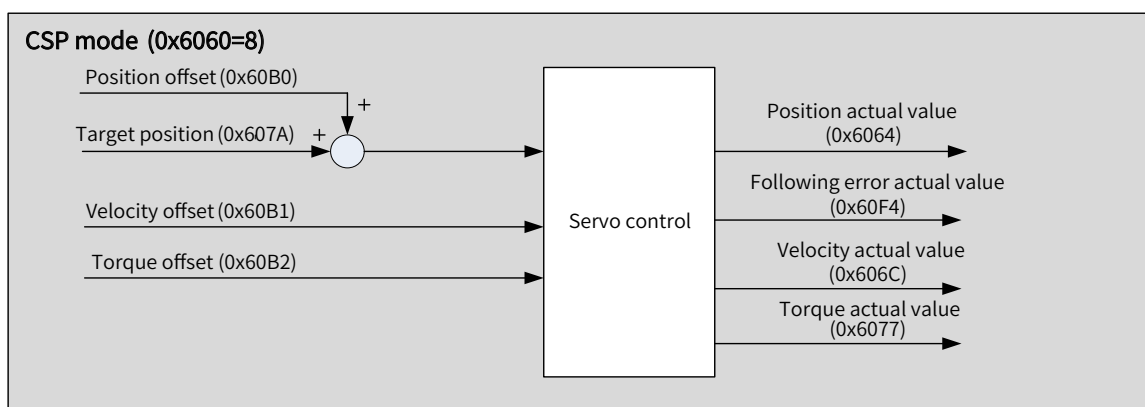 CSP mode (0x6060=8)
Position offset (0x60B0)
+
Target position (0x607A) +
Velocity offset (0x60B1)
Torque offset (0x60B2)
Servo control
Position actual value
(0x6064)
Following error actual value
(0x60F4)
Velocity actual value
(0x606C)
Torque actual value
(0x6077)